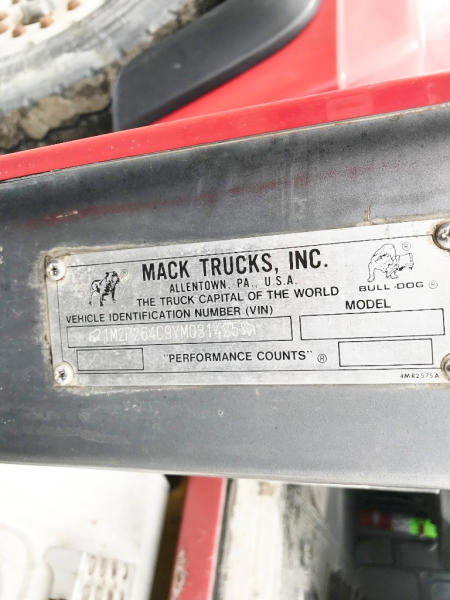 MACK TRUCKS, INC.
ALLENTOWN, PA., U.S.A.
THE TRUCK CAPITAL OF THE WORLD
BULL DOG ®
VEHICLE IDENTIFICATION NUMBER (VIN)
MODEL
1M2P264C9YM031425
"PERFORMANCE COUNTS" ®
4MR2575A